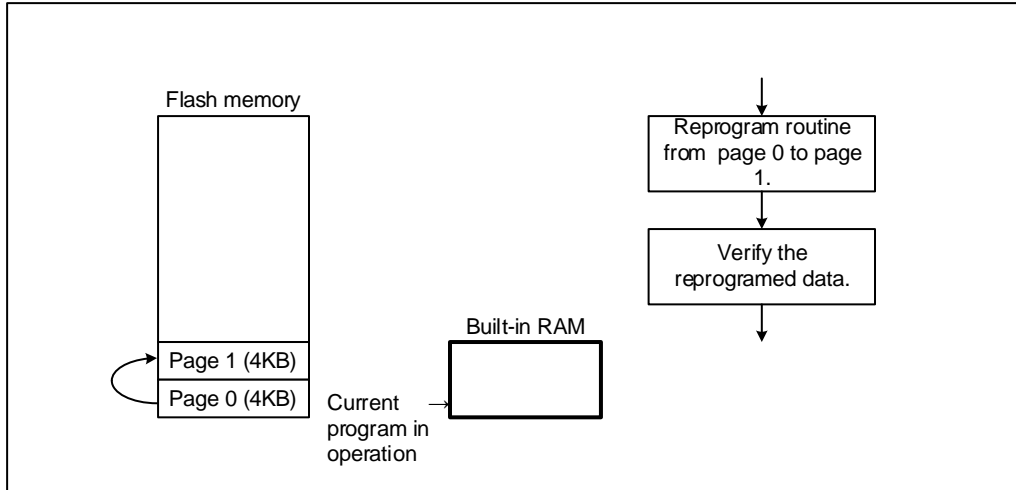 Flash memory
Page 1 (4KB)
Page 0 (4KB)
Built-in RAM
Current
program in
operation
Reprogram routine
from page 0 to page
1.
Verify the
reprogramed data.